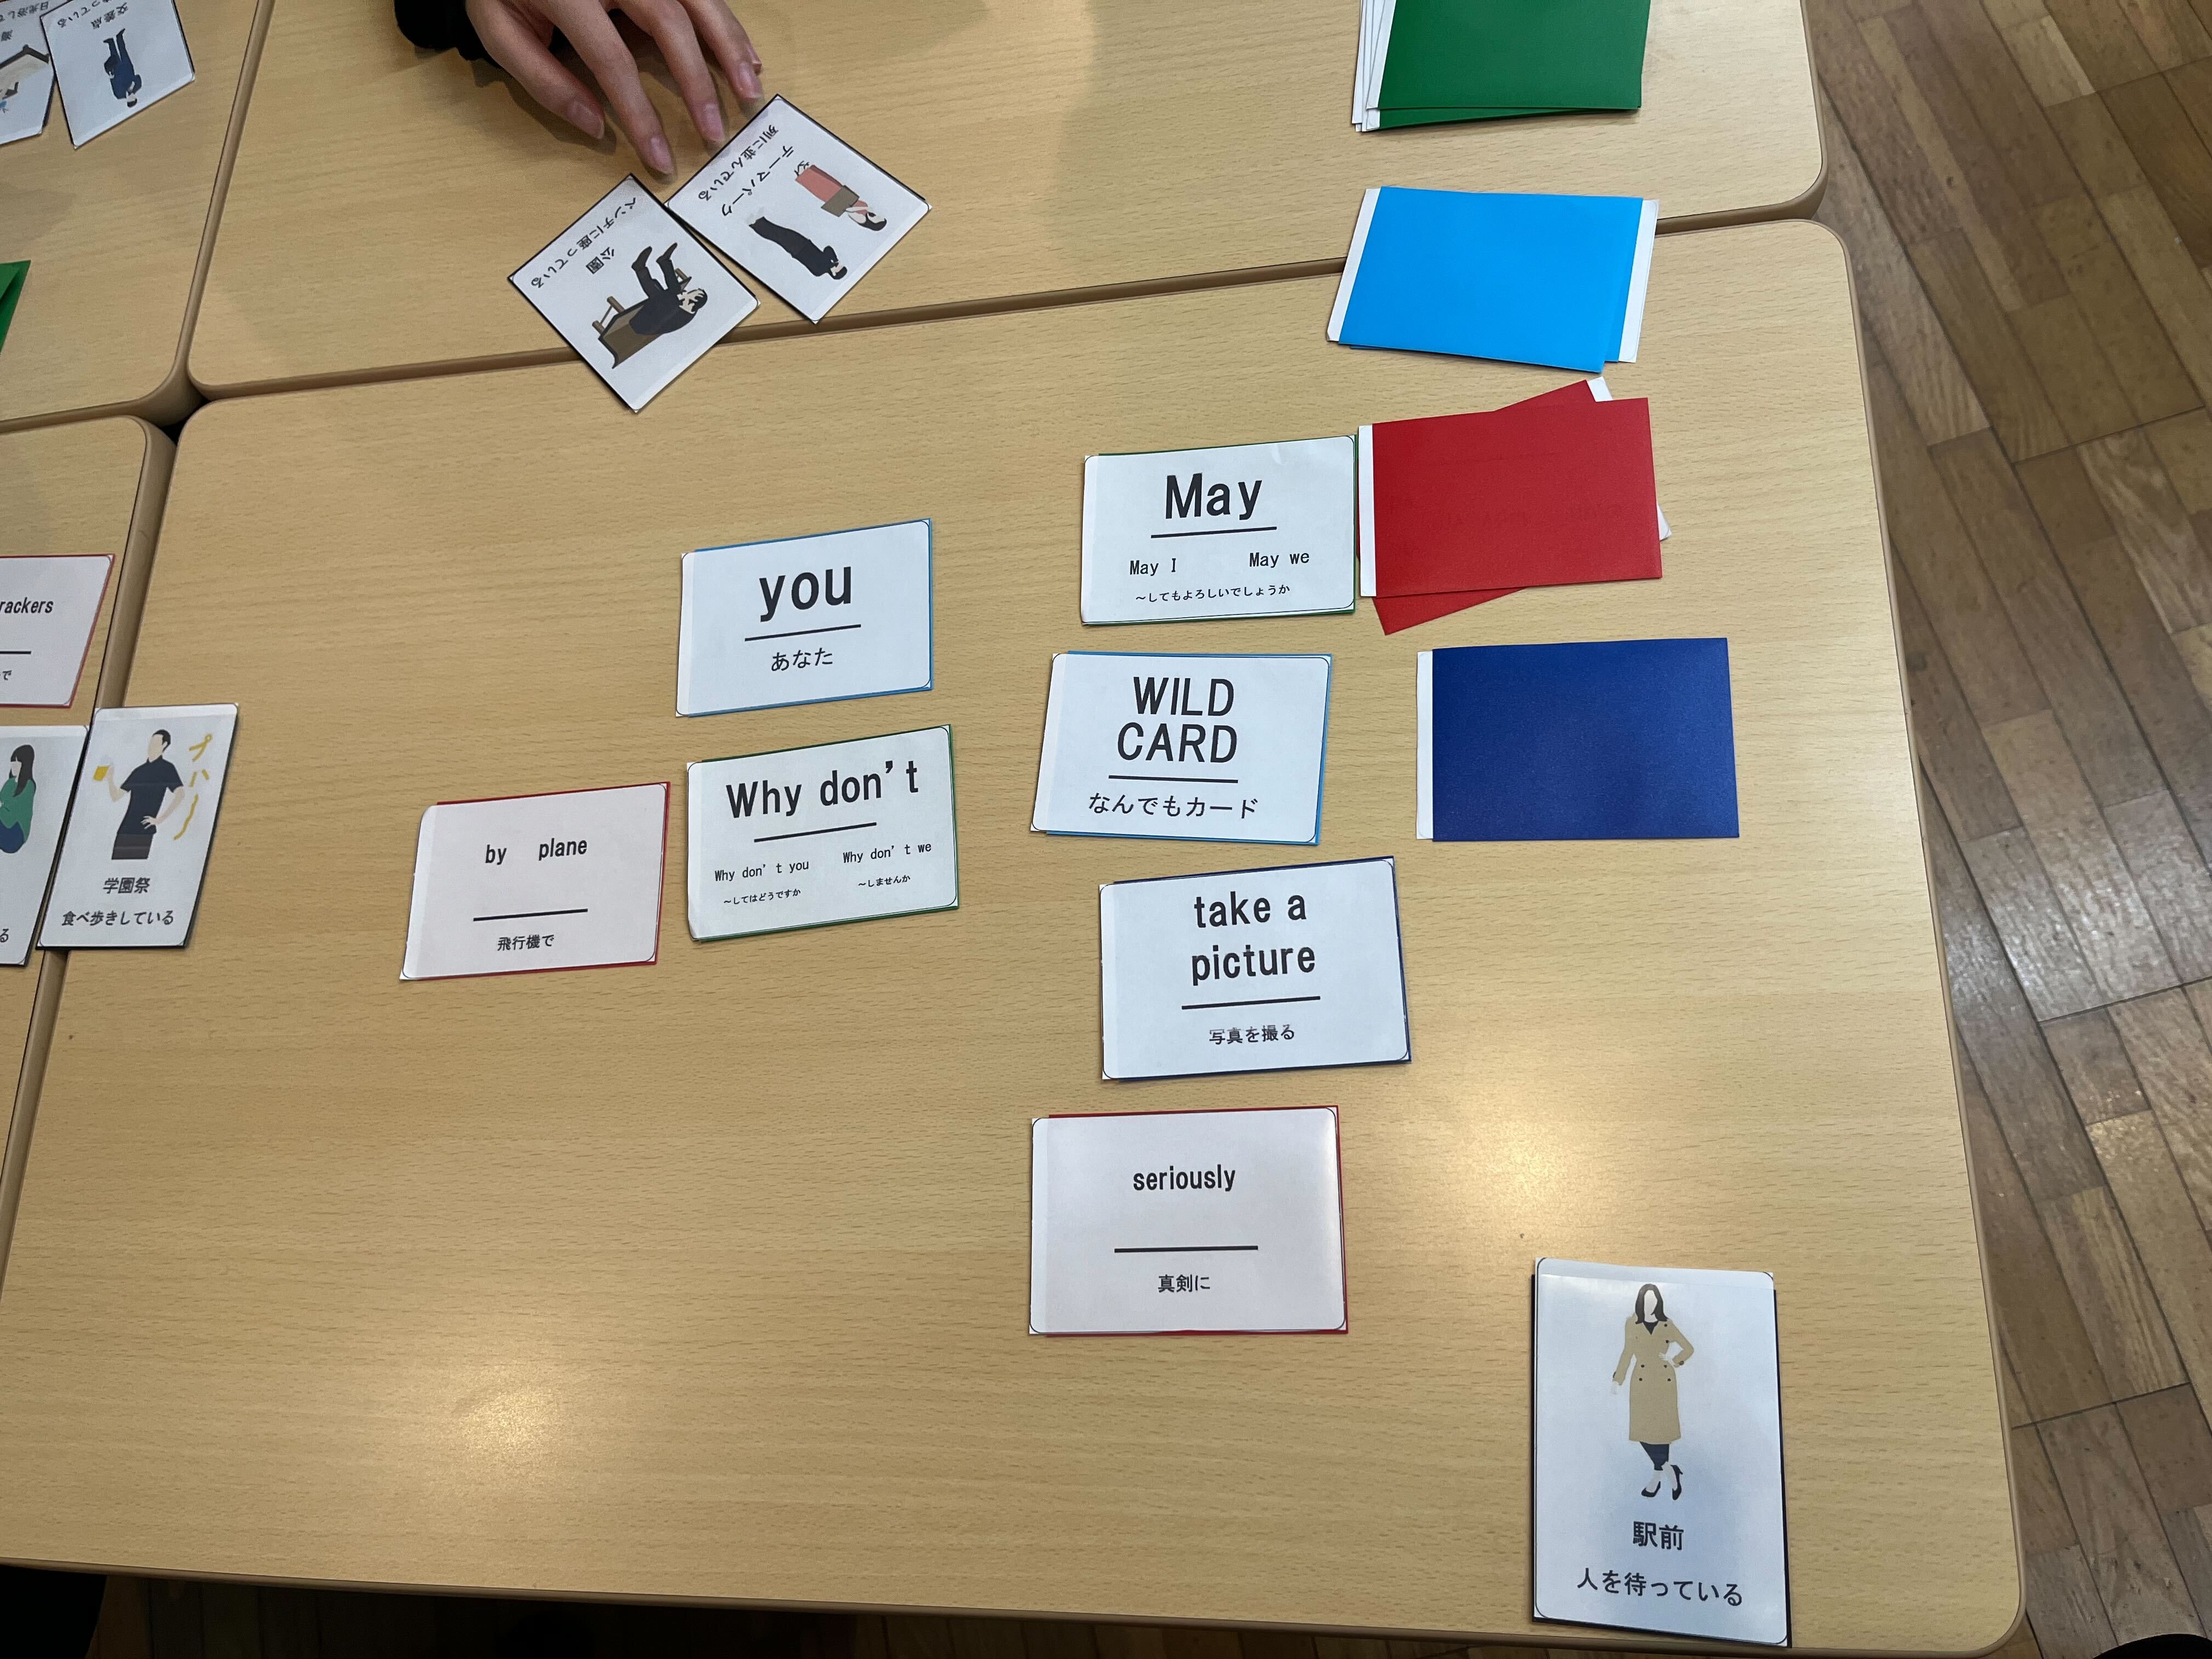 列に並んでいる
テーマパーク
公園
ベンチに座っている
May
May I May we
～してもよろしいでしょうか
you
あなた
WILD
CARD
なんでもカード
Why don't
Why don't you Why don't we
～してはどうですか ～しませんか
by plane
飛行機で
take a
picture
写真を撮る
seriously
真剣に
駅前
人を待っている
プハー
学園祭
食べ歩きしている
rackers
で
る